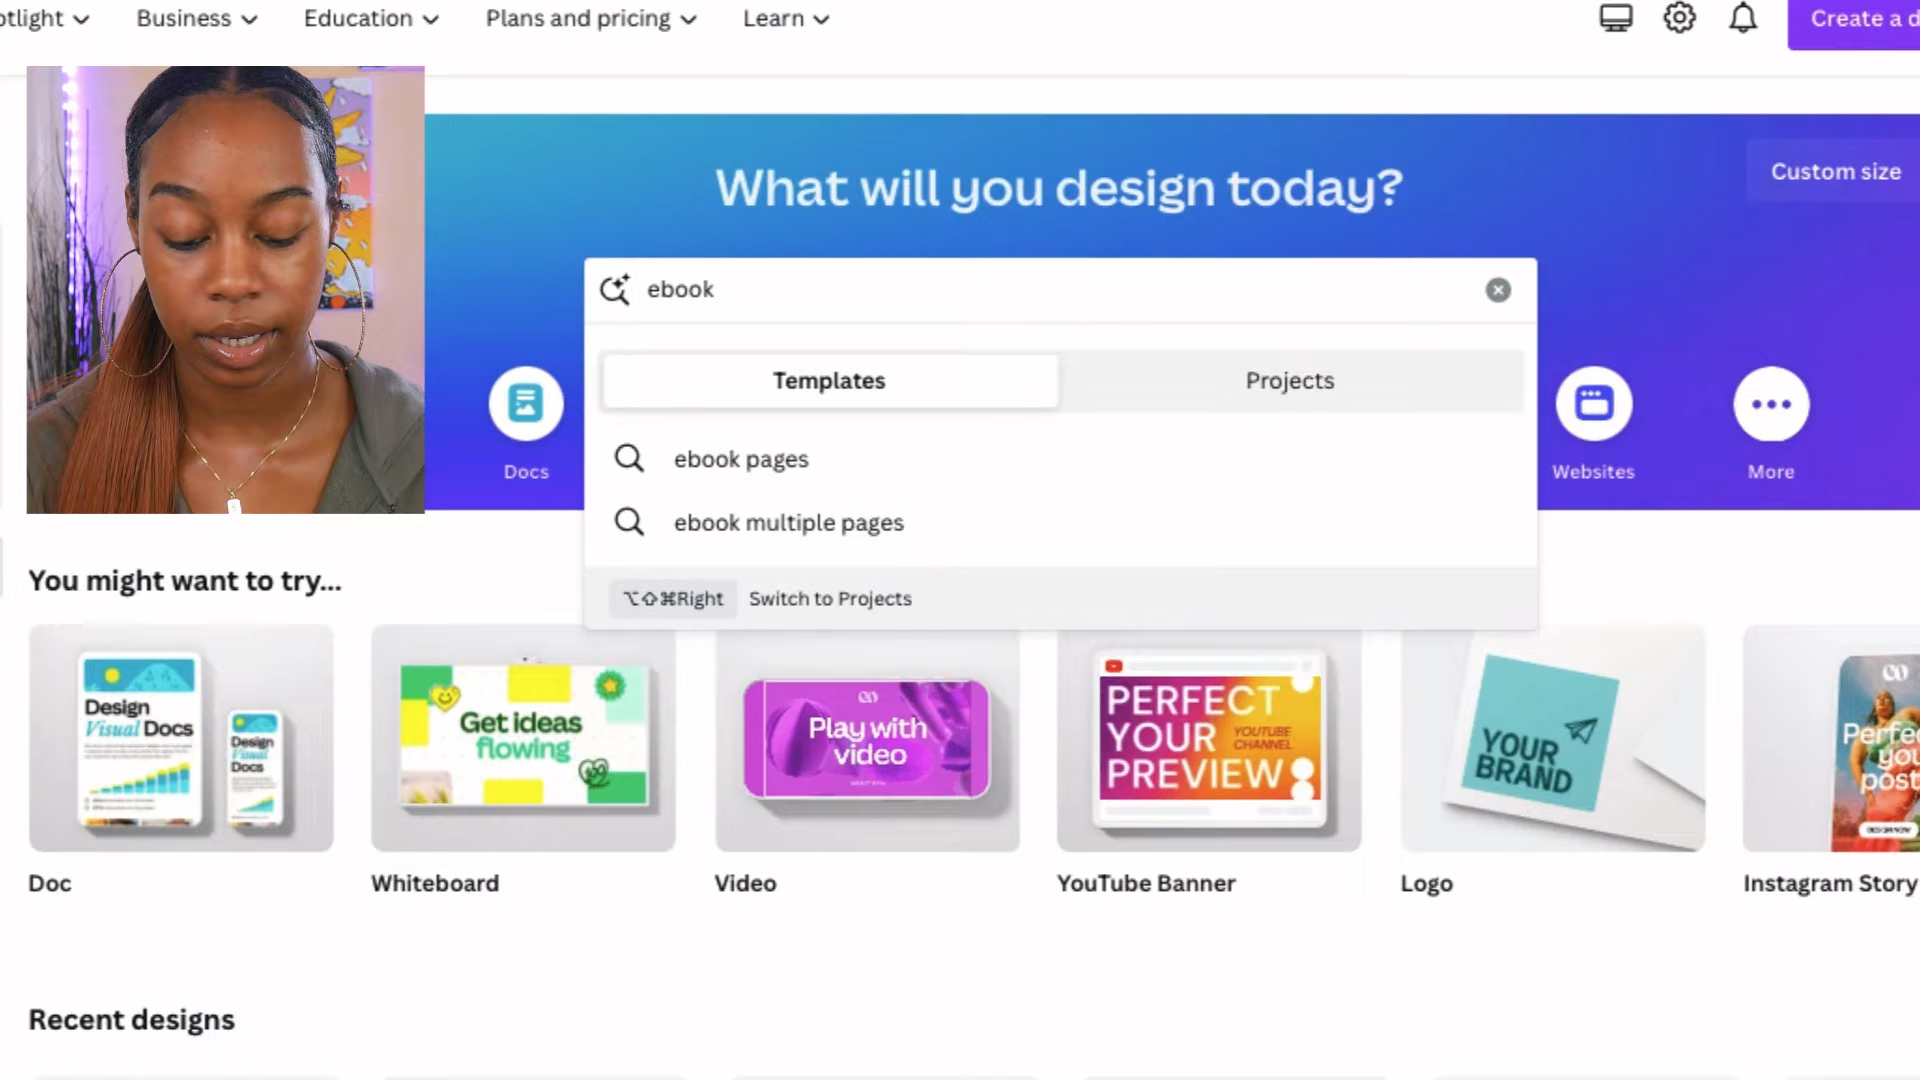 otlight
Business
Education
Plans and pricing
Learn
Create a d
What will you design today?
Custom size
ebook
Templates
Projects
ebook pages
ebook multiple pages
⌥⇧⌘Right Switch to Projects
Docs
Websites
More
You might want to try...
Design
Visual Docs
Design
Visual
Docs
Get ideas
flowing
Play with
video
PERFECT
YOUR
PREVIEW
YOUTUBE
CHANNEL
YOUR
BRAND
Perfec
you
post
DESIGN NOW
Doc
Whiteboard
Video
YouTube Banner
Logo
Instagram Story
Recent designs